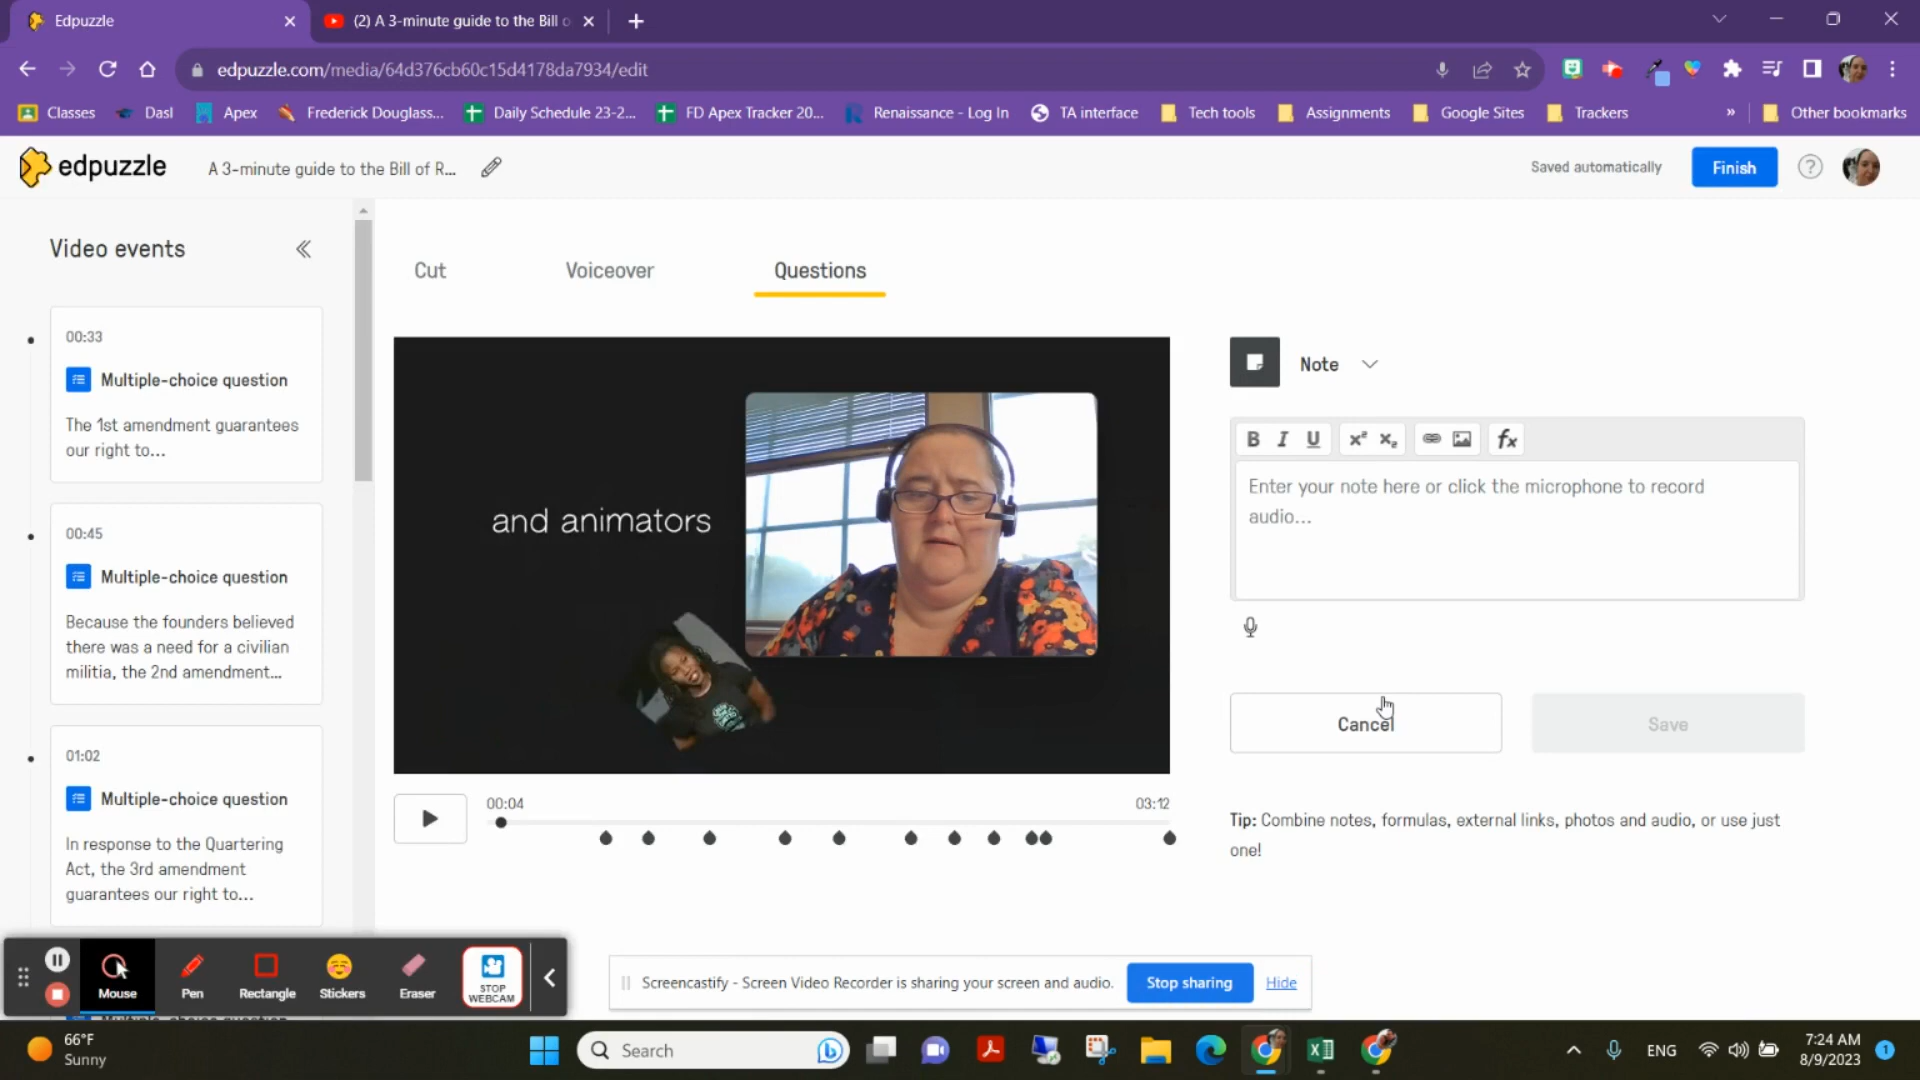 Edpuzzle
(2) A 3-minute guide to the Bill o
edpuzzle.com/media/64d376cb60c15d4178da7934/edit
Classes
Dasl
Apex
Frederick Douglass...
Daily Schedule 23-2...
FD Apex Tracker 20...
Renaissance - Log In
TA interface
Tech tools
Assignments
Google Sites
Trackers
»
Other bookmarks
edpuzzle
A 3-minute guide to the Bill of R...
Saved automatically
Finish
?
Video events
Cut
Voiceover
Questions
00:33
Multiple-choice question
The 1st amendment guarantees
our right to...
00:45
Multiple-choice question
Because the founders believed
there was a need for a civilian
militia, the 2nd amendment...
01:02
Multiple-choice question
In response to the Quartering
Act, the 3rd amendment
guarantees our right to...
and animators
00:04
03:12
Note
B I U x² x₂ fx
Enter your note here or click the microphone to record
audio...
Cancel
Save
Tip: Combine notes, formulas, external links, photos and audio, or use just
one!
Mouse
Pen
Rectangle
Stickers
Eraser
STOP
WEBCAM
Screencastify - Screen Video Recorder is sharing your screen and audio.
Stop sharing
Hide
66°F
Sunny
Search
ENG
7:24 AM
8/9/2023
1